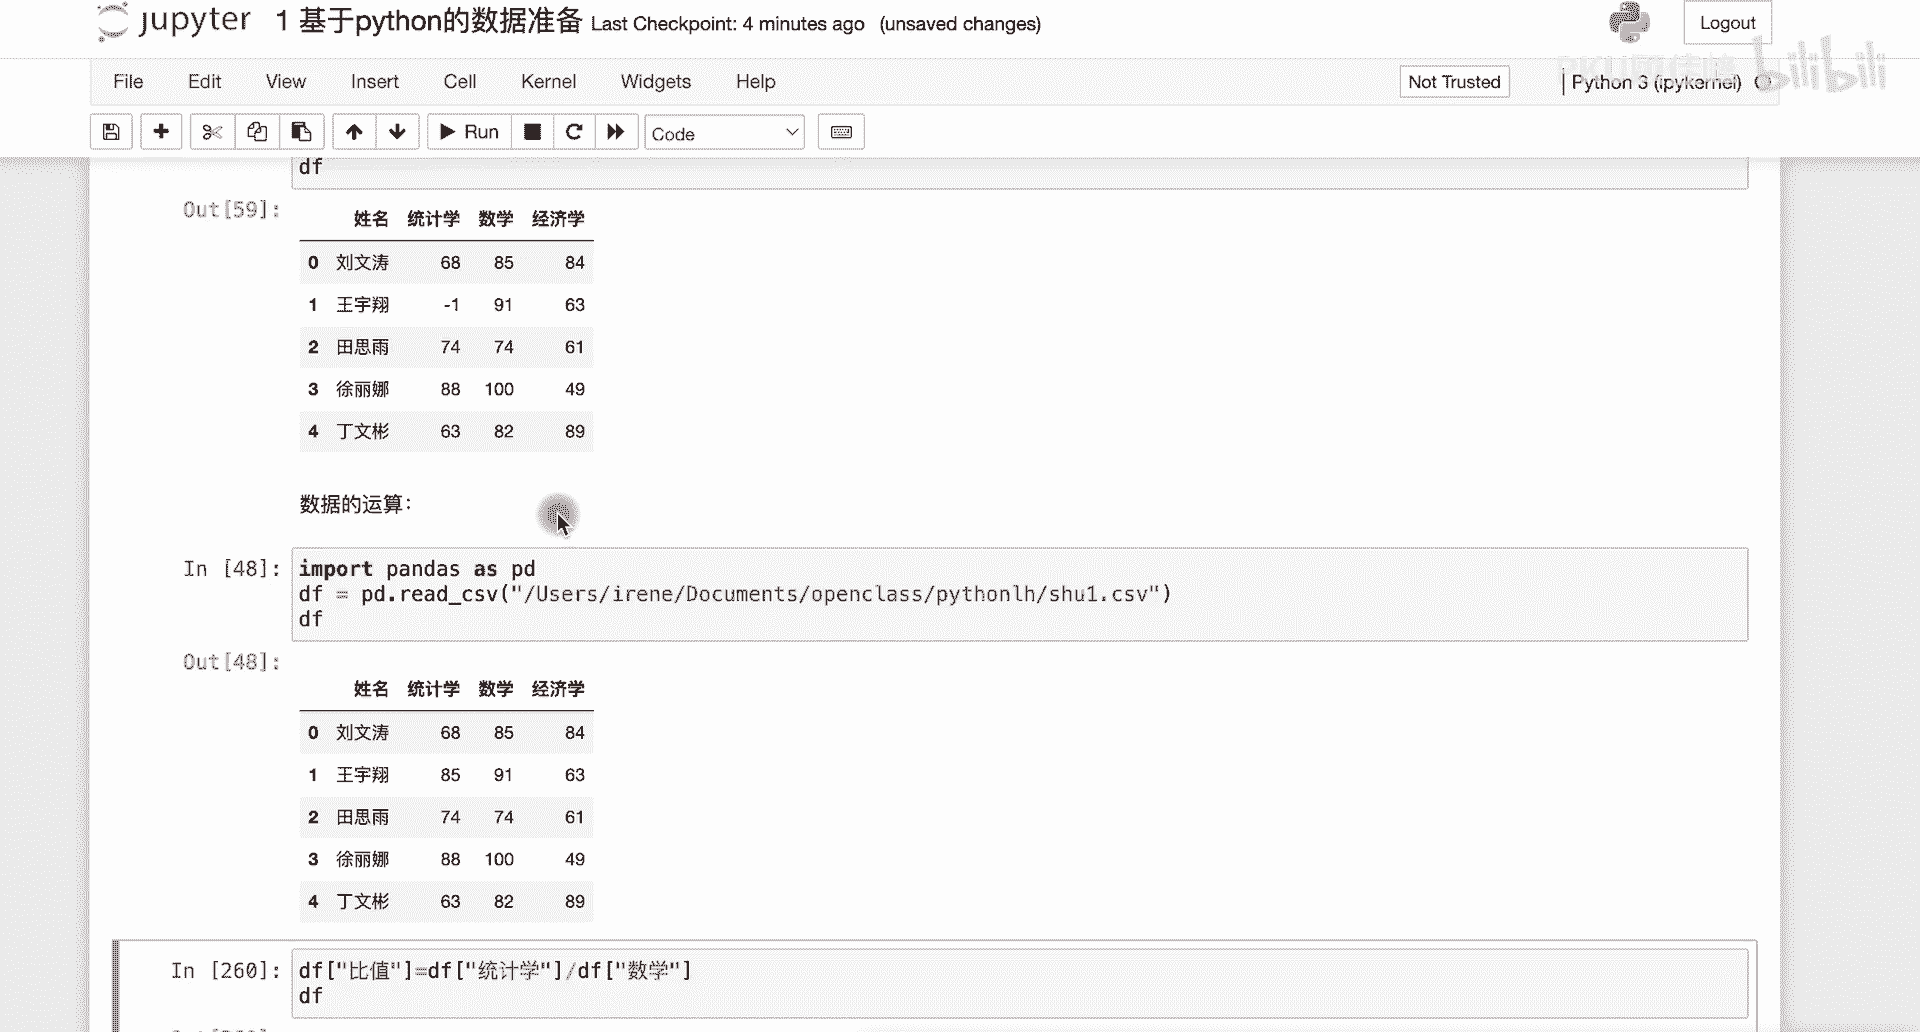 jupyter 1 基于python的数据准备 Last Checkpoint: 4 minutes ago (unsaved changes)
Logout
File Edit View Insert Cell Kernel Widgets Help
Not Trusted
Python 3 (ipykernel)
bilibili
Run
Code
df
Out[59]:
姓名 统计学 数学 经济学
0 刘文涛 68 85 84
1 王宇翔 -1 91 63
2 田思雨 74 74 61
3 徐丽娜 88 100 49
4 丁文彬 63 82 89
数据的运算：
In [48]: import pandas as pd
df = pd.read_csv("/Users/irene/Documents/openclass/pythonlh/shu1.csv")
df
Out[48]:
姓名 统计学 数学 经济学
0 刘文涛 68 85 84
1 王宇翔 85 91 63
2 田思雨 74 74 61
3 徐丽娜 88 100 49
4 丁文彬 63 82 89
In [260]: df["比值"]=df["统计学"]/df["数学"]
df